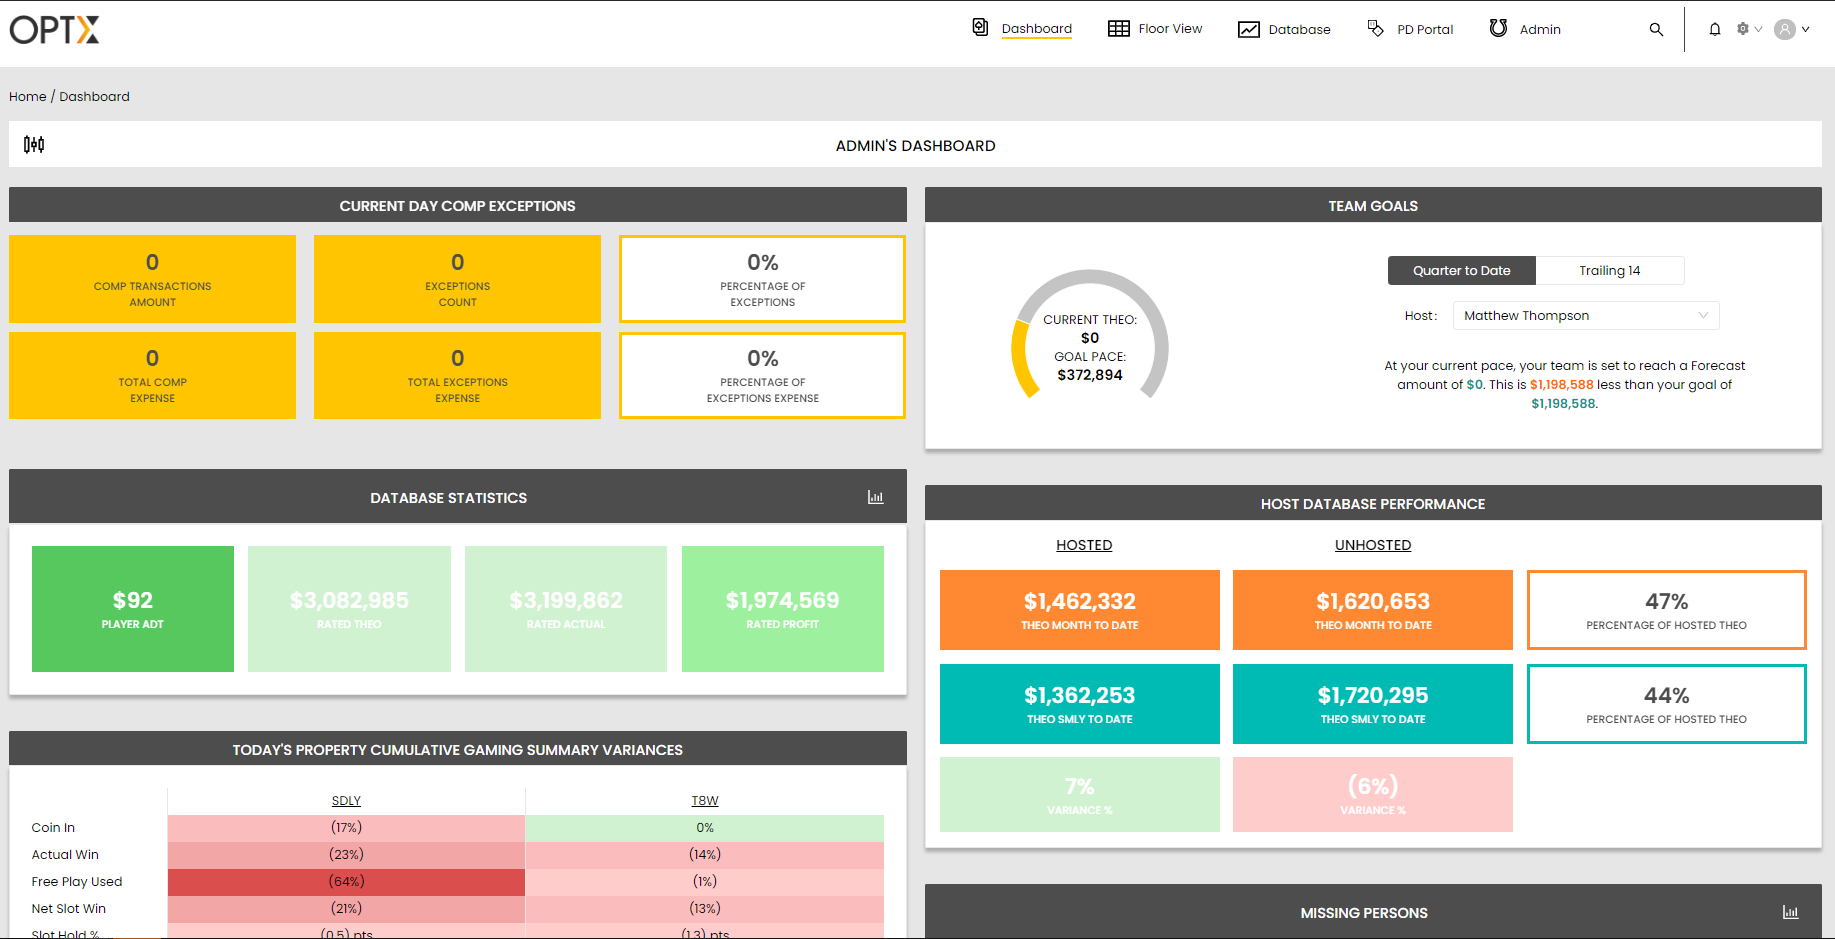 OPTX
Dashboard
Floor View
Database
PD Portal
Admin
Home / Dashboard
ADMIN'S DASHBOARD
CURRENT DAY COMP EXCEPTIONS
0
COMP TRANSACTIONS
AMOUNT
0
EXCEPTIONS
COUNT
0%
PERCENTAGE OF
EXCEPTIONS
0
TOTAL COMP
EXPENSE
0
TOTAL EXCEPTIONS
EXPENSE
0%
PERCENTAGE OF
EXCEPTIONS EXPENSE
TEAM GOALS
CURRENT THEO:
$0
GOAL PACE:
$372,894
Quarter to Date
Trailing 14
Host:
Matthew Thompson
At your current pace, your team is set to reach a Forecast
amount of $0. This is $1,198,588 less than your goal of
$1,198,588.
DATABASE STATISTICS
$92
PLAYER ADT
$3,082,985
RATED THEO
$3,199,862
RATED ACTUAL
$1,974,569
RATED PROFIT
HOST DATABASE PERFORMANCE
HOSTED
UNHOSTED
$1,462,332
THEO MONTH TO DATE
$1,620,653
THEO MONTH TO DATE
47%
PERCENTAGE OF HOSTED THEO
$1,362,253
THEO SMLY TO DATE
$1,720,295
THEO SMLY TO DATE
44%
PERCENTAGE OF HOSTED THEO
7%
VARIANCE %
(6%)
VARIANCE %
TODAY'S PROPERTY CUMULATIVE GAMING SUMMARY VARIANCES
SDLY T8W
Coin In (17%) 0%
Actual Win (23%) (14%)
Free Play Used (64%) (1%)
Net Slot Win (21%) (13%)
Slot Hold % (0.5) pts (1.3) pts
MISSING PERSONS